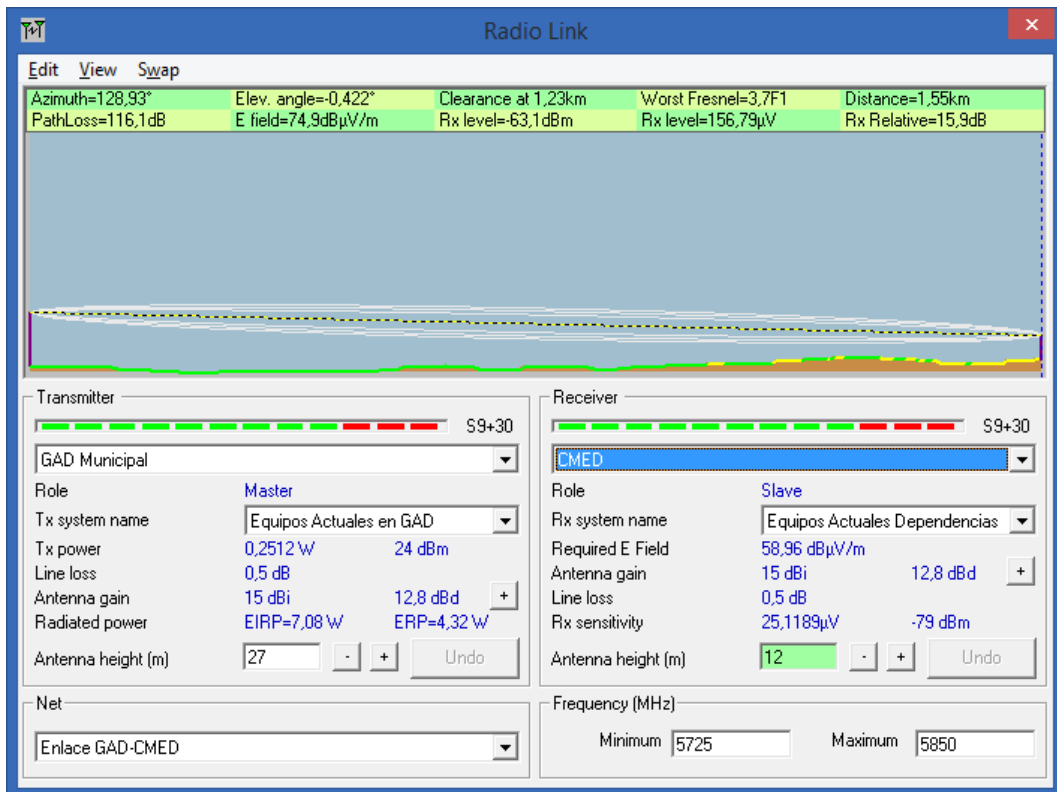 Radio Link
Edit View Swap
Azimuth=128,93° Elev. angle=-0,422° Clearance at 1,23km Worst Fresnel=3,7F1 Distance=1,55km
PathLoss=116,1dB E field=74,9dBµV/m Rx level=-63,1dBm Rx level=156,79µV Rx Relative=15,9dB
Transmitter
S9+30
GAD Municipal
Role Master
Tx system name Equipos Actuales en GAD
Tx power 0,2512 W 24 dBm
Line loss 0,5 dB
Antenna gain 15 dBi 12,8 dBd +
Radiated power EIRP=7,08 W ERP=4,32 W
Antenna height (m) 27 - + Undo
Receiver
S9+30
CMED
Role Slave
Rx system name Equipos Actuales Dependencias
Required E Field 58,96 dBµV/m
Antenna gain 15 dBi 12,8 dBd +
Line loss 0,5 dB
Rx sensitivity 25,1189µV -79 dBm
Antenna height (m) 12 - + Undo
Net
Enlace GAD-CMED
Frequency (MHz)
Minimum 5725 Maximum 5850